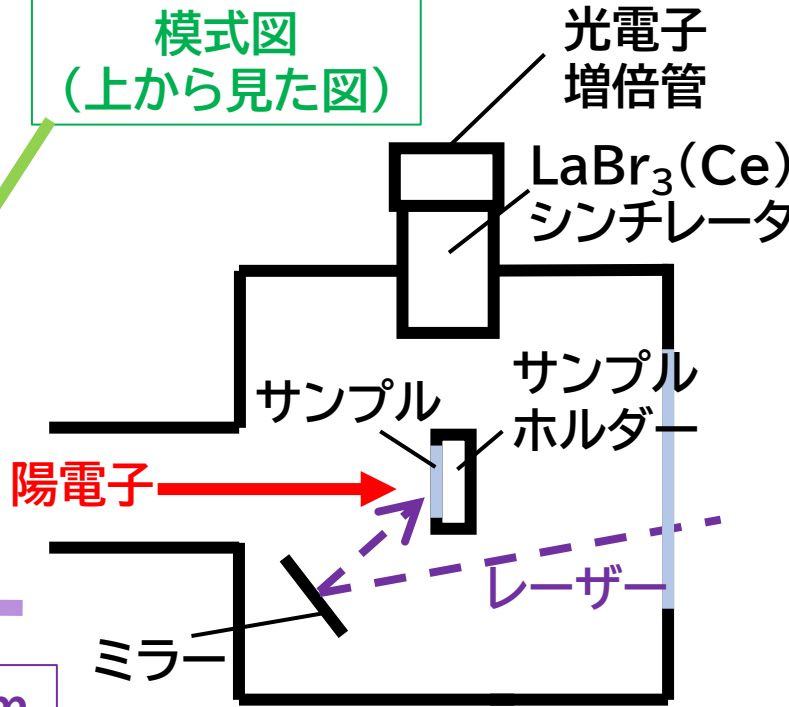 模式図
（上から見た図）
光電子
増倍管
LaBr₃(Ce)
シンチレータ
サンプル
サンプル
ホルダー
陽電子
レーザー
ミラー